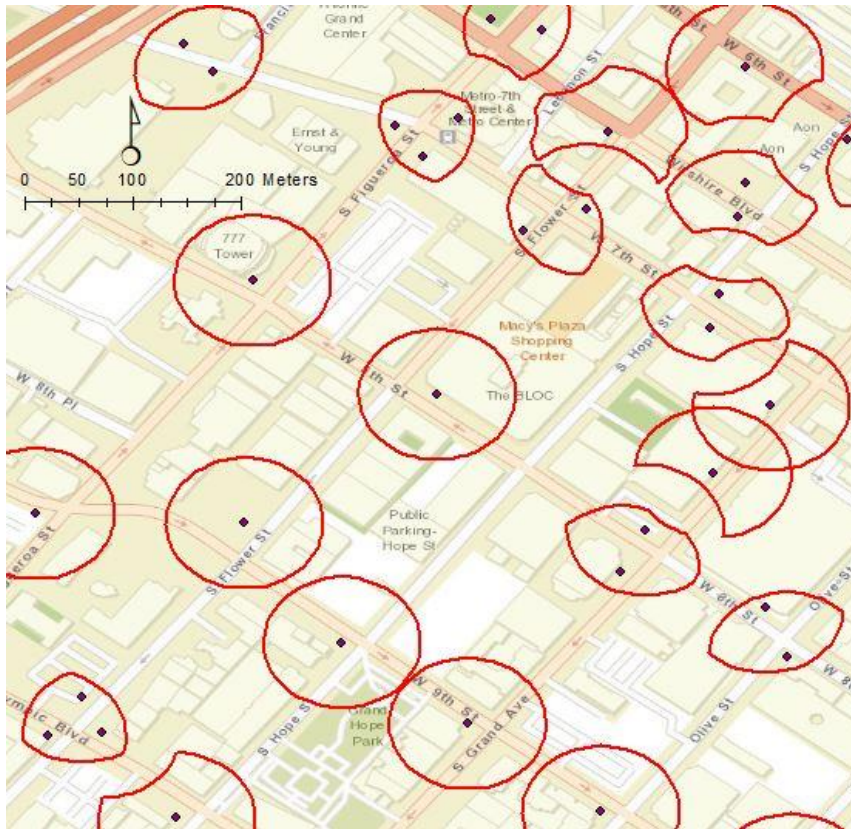 Grand
Center
W 6th St
Metro-7th
Street &
Metro Center
Ernst &
Young
Aon
Aon
S Hope St
0 50 100 200 Meters
S Figueroa St
Wilshire Blvd
S Flower St
W 7th St
777
Tower
Macy's Plaza
Shopping
Center
S Hope St
W 8th Pl
The BLOC
Public
Parking-
Hope St
S Flower St
W 8th St
Olive St
W 9th St
Grand
Hope
Park
S Hope S
S Grand Ave
Olive St